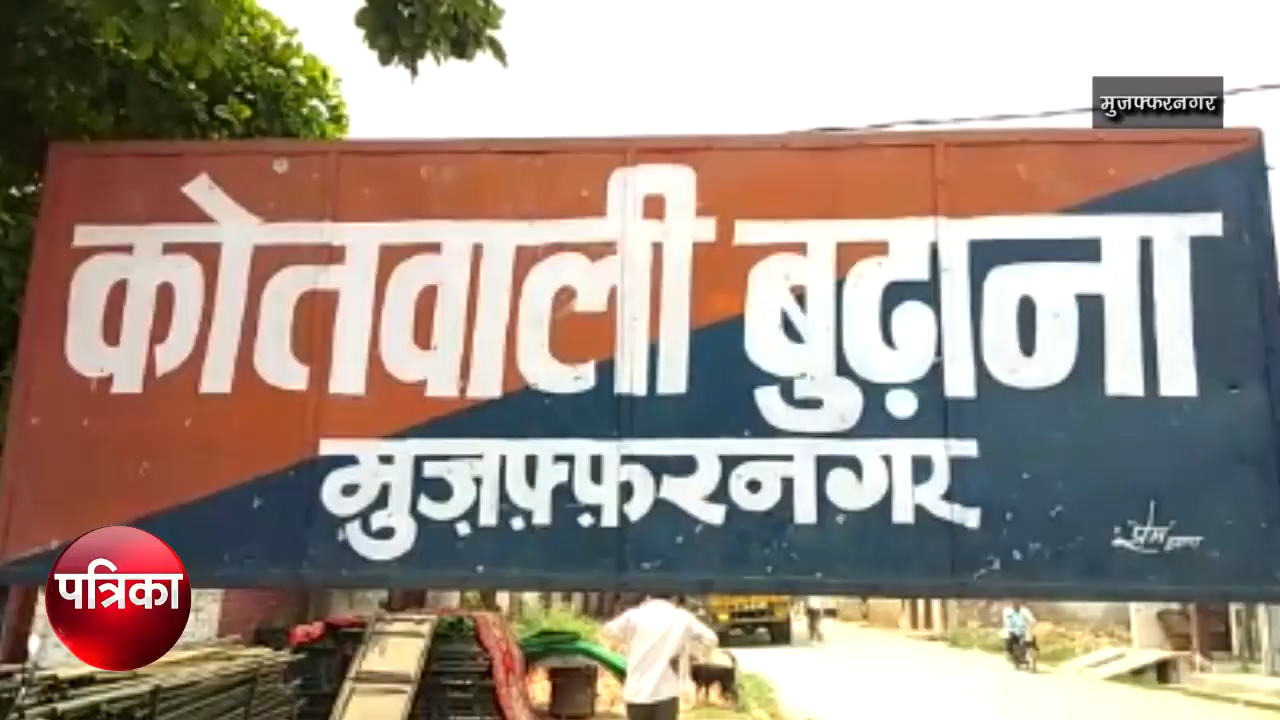 मुजफ्फरनगर
कोतवाली बुढ़ाना
मुज़फ़्फ़रनगर
प्रेम
पत्रिका